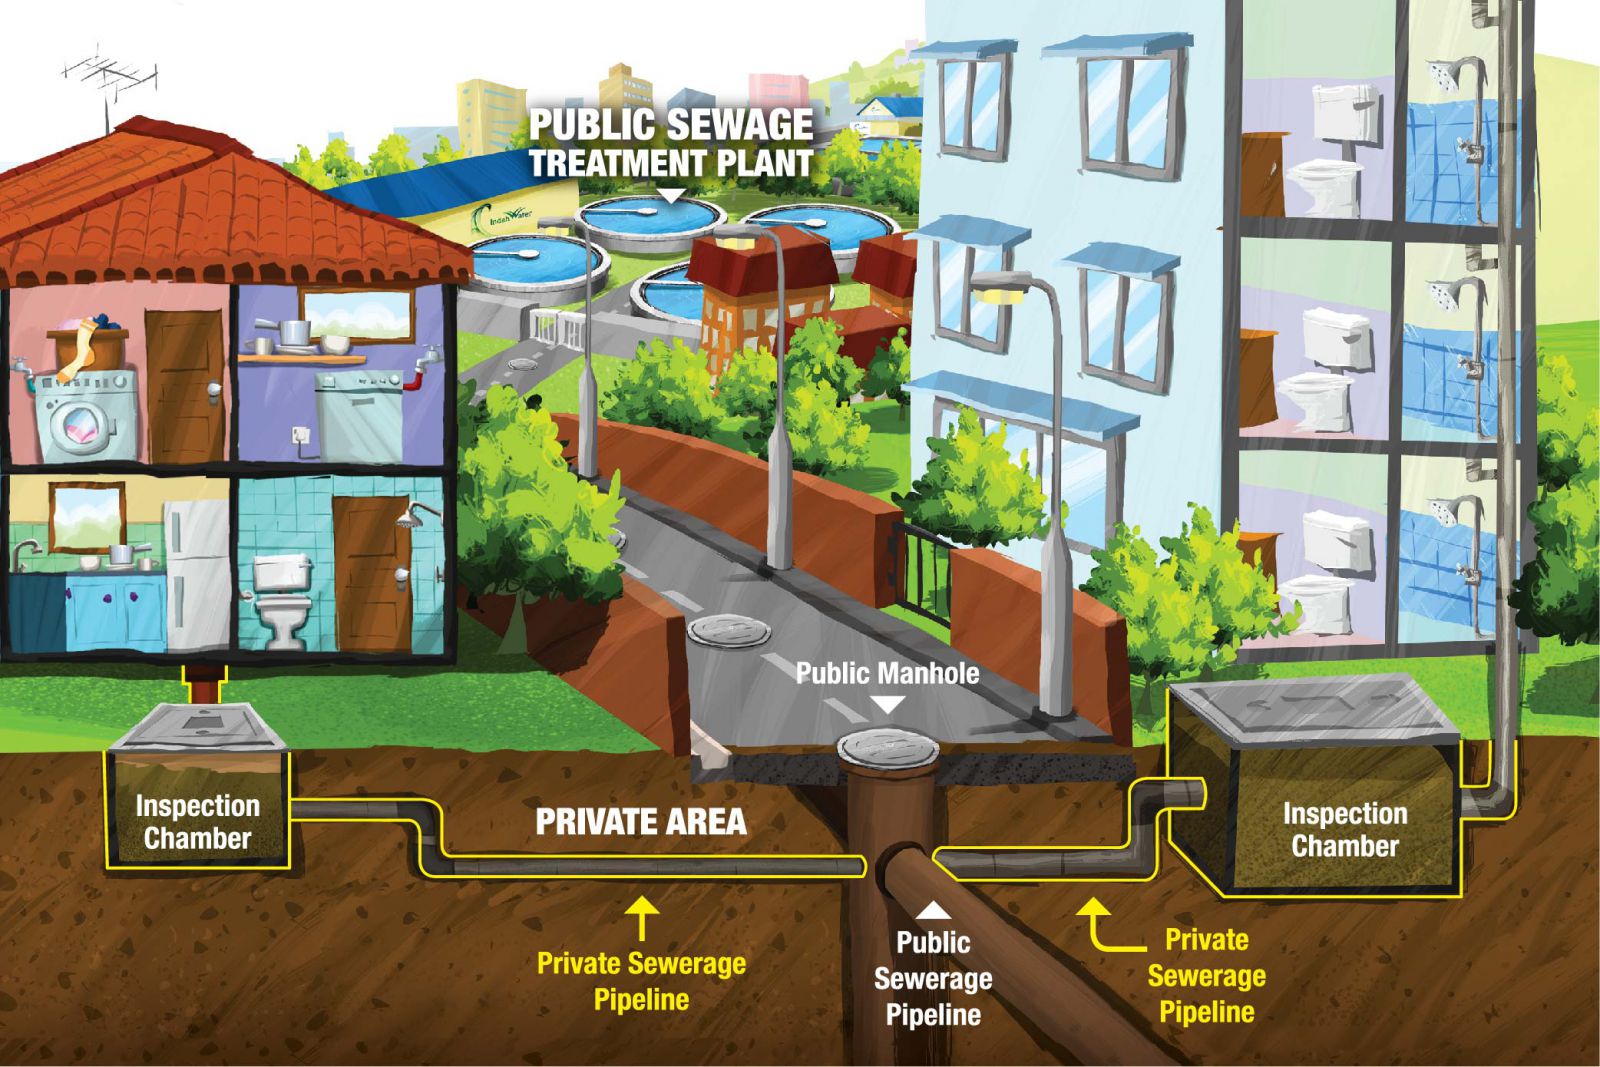 PUBLIC SEWAGE
TREATMENT PLANT
Indah Water
Public Manhole
Inspection
Chamber
PRIVATE AREA
Inspection
Chamber
Private Sewerage
Pipeline
Public
Sewerage
Pipeline
Private
Sewerage
Pipeline